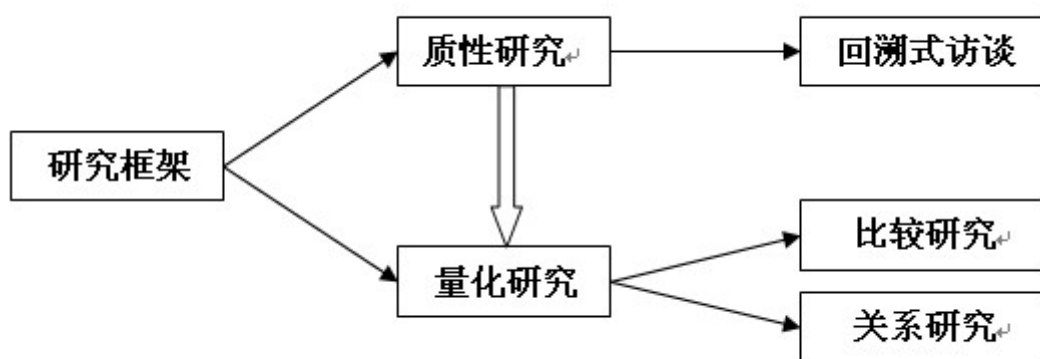 质性研究
回溯式访谈
研究框架
量化研究
比较研究
关系研究